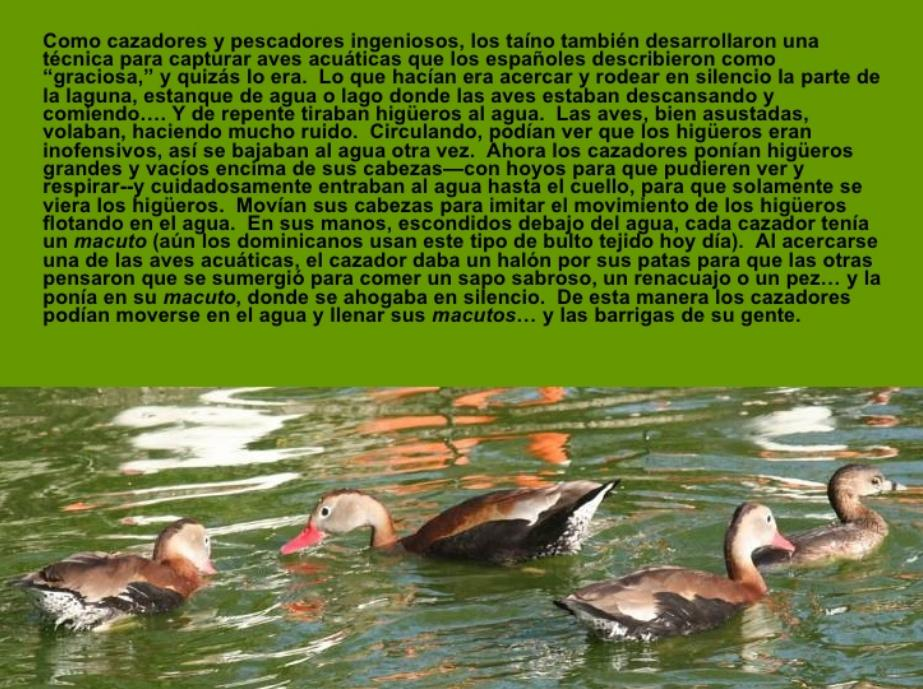 Como cazadores y pescadores ingeniosos, los taíno también desarrollaron una
técnica para capturar aves acuáticas que los españoles describieron como
“graciosa,” y quizás lo era.  Lo que hacían era acercar y rodear en silencio la parte de
la laguna, estanque de agua o lago donde las aves estaban descansando y
comiendo…. Y de repente tiraban higüeros al agua.  Las aves, bien asustadas,
volaban, haciendo mucho ruido.  Circulando, podían ver que los higüeros eran
inofensivos, así se bajaban al agua otra vez.  Ahora los cazadores ponían higüeros
grandes y vacíos encima de sus cabezas—con hoyos para que pudieren ver y
respirar--y cuidadosamente entraban al agua hasta el cuello, para que solamente se
viera los higüeros.  Movían sus cabezas para imitar el movimiento de los higüeros
flotando en el agua.  En sus manos, escondidos debajo del agua, cada cazador tenía
un macuto (aún los dominicanos usan este tipo de bulto tejido hoy día).  Al acercarse
una de las aves acuáticas, el cazador daba un halón por sus patas para que las otras
pensaron que se sumergió para comer un sapo sabroso, un renacuajo o un pez… y la
ponía en su macuto, donde se ahogaba en silencio.  De esta manera los cazadores
podían moverse en el agua y llenar sus macutos… y las barrigas de su gente.